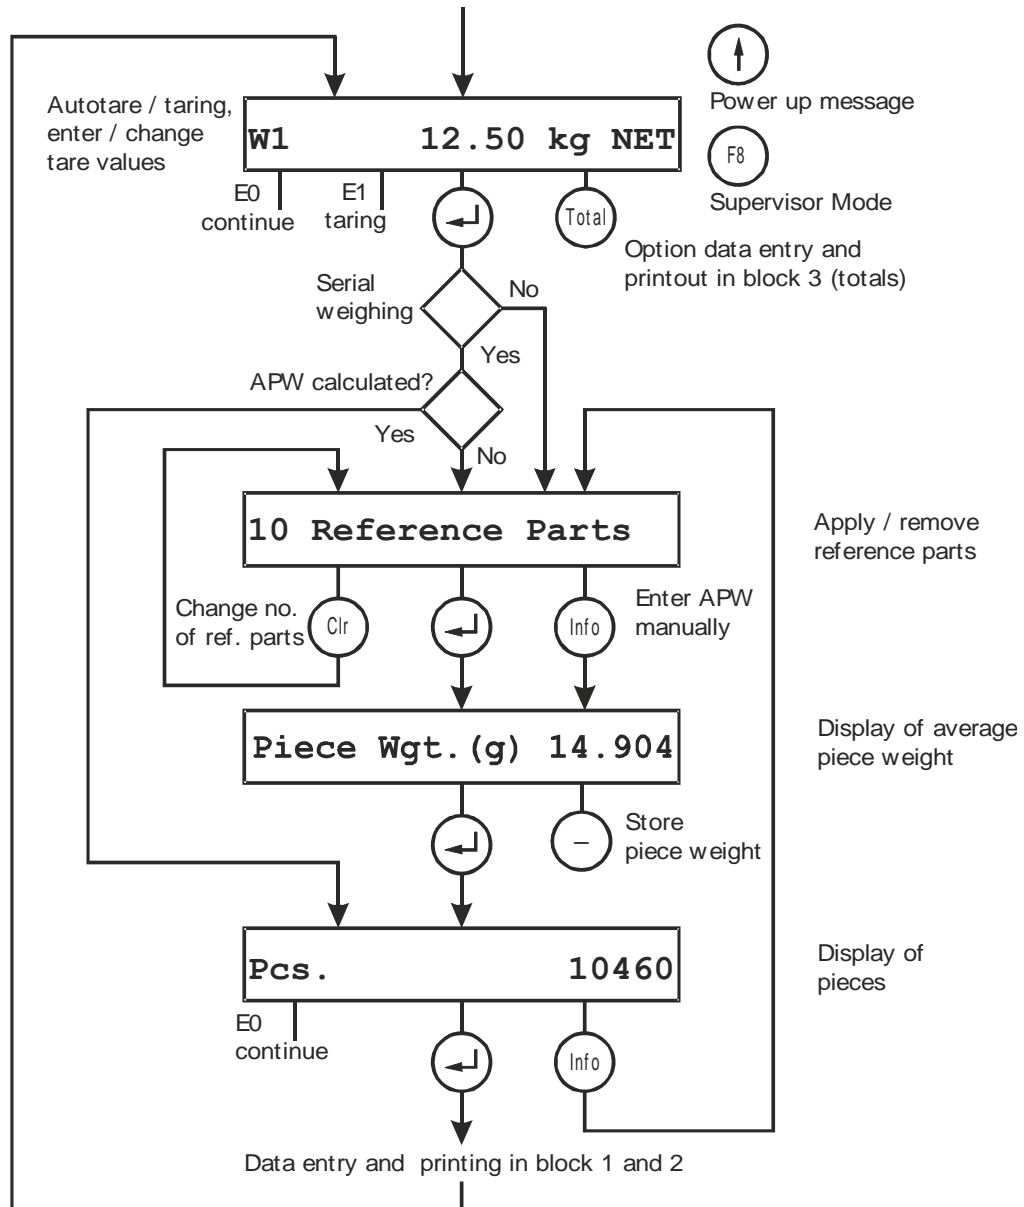 Power up message
Autotare / taring,
enter / change
tare values
W1 12.50 kg NET
F8
Supervisor Mode
E0
continue
E1
taring
Total
Option data entry and
printout in block 3 (totals)
Serial
weighing
No
Yes
APW calculated?
Yes
No
10 Reference Parts
Apply / remove
reference parts
Change no.
of ref. parts
Clr
Info
Enter APW
manually
Piece Wgt.(g) 14.904
Display of average
piece weight
–
Store
piece weight
Pcs. 10460
Display of
pieces
E0
continue
Info
Data entry and printing in block 1 and 2